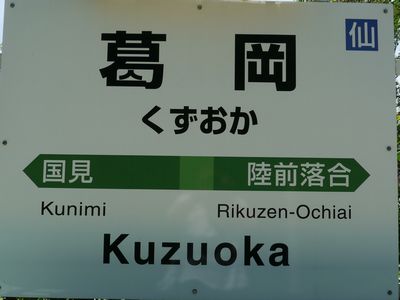 仙
葛岡
くずおか
国見 陸前落合
Kunimi Rikuzen-Ochiai
Kuzuoka